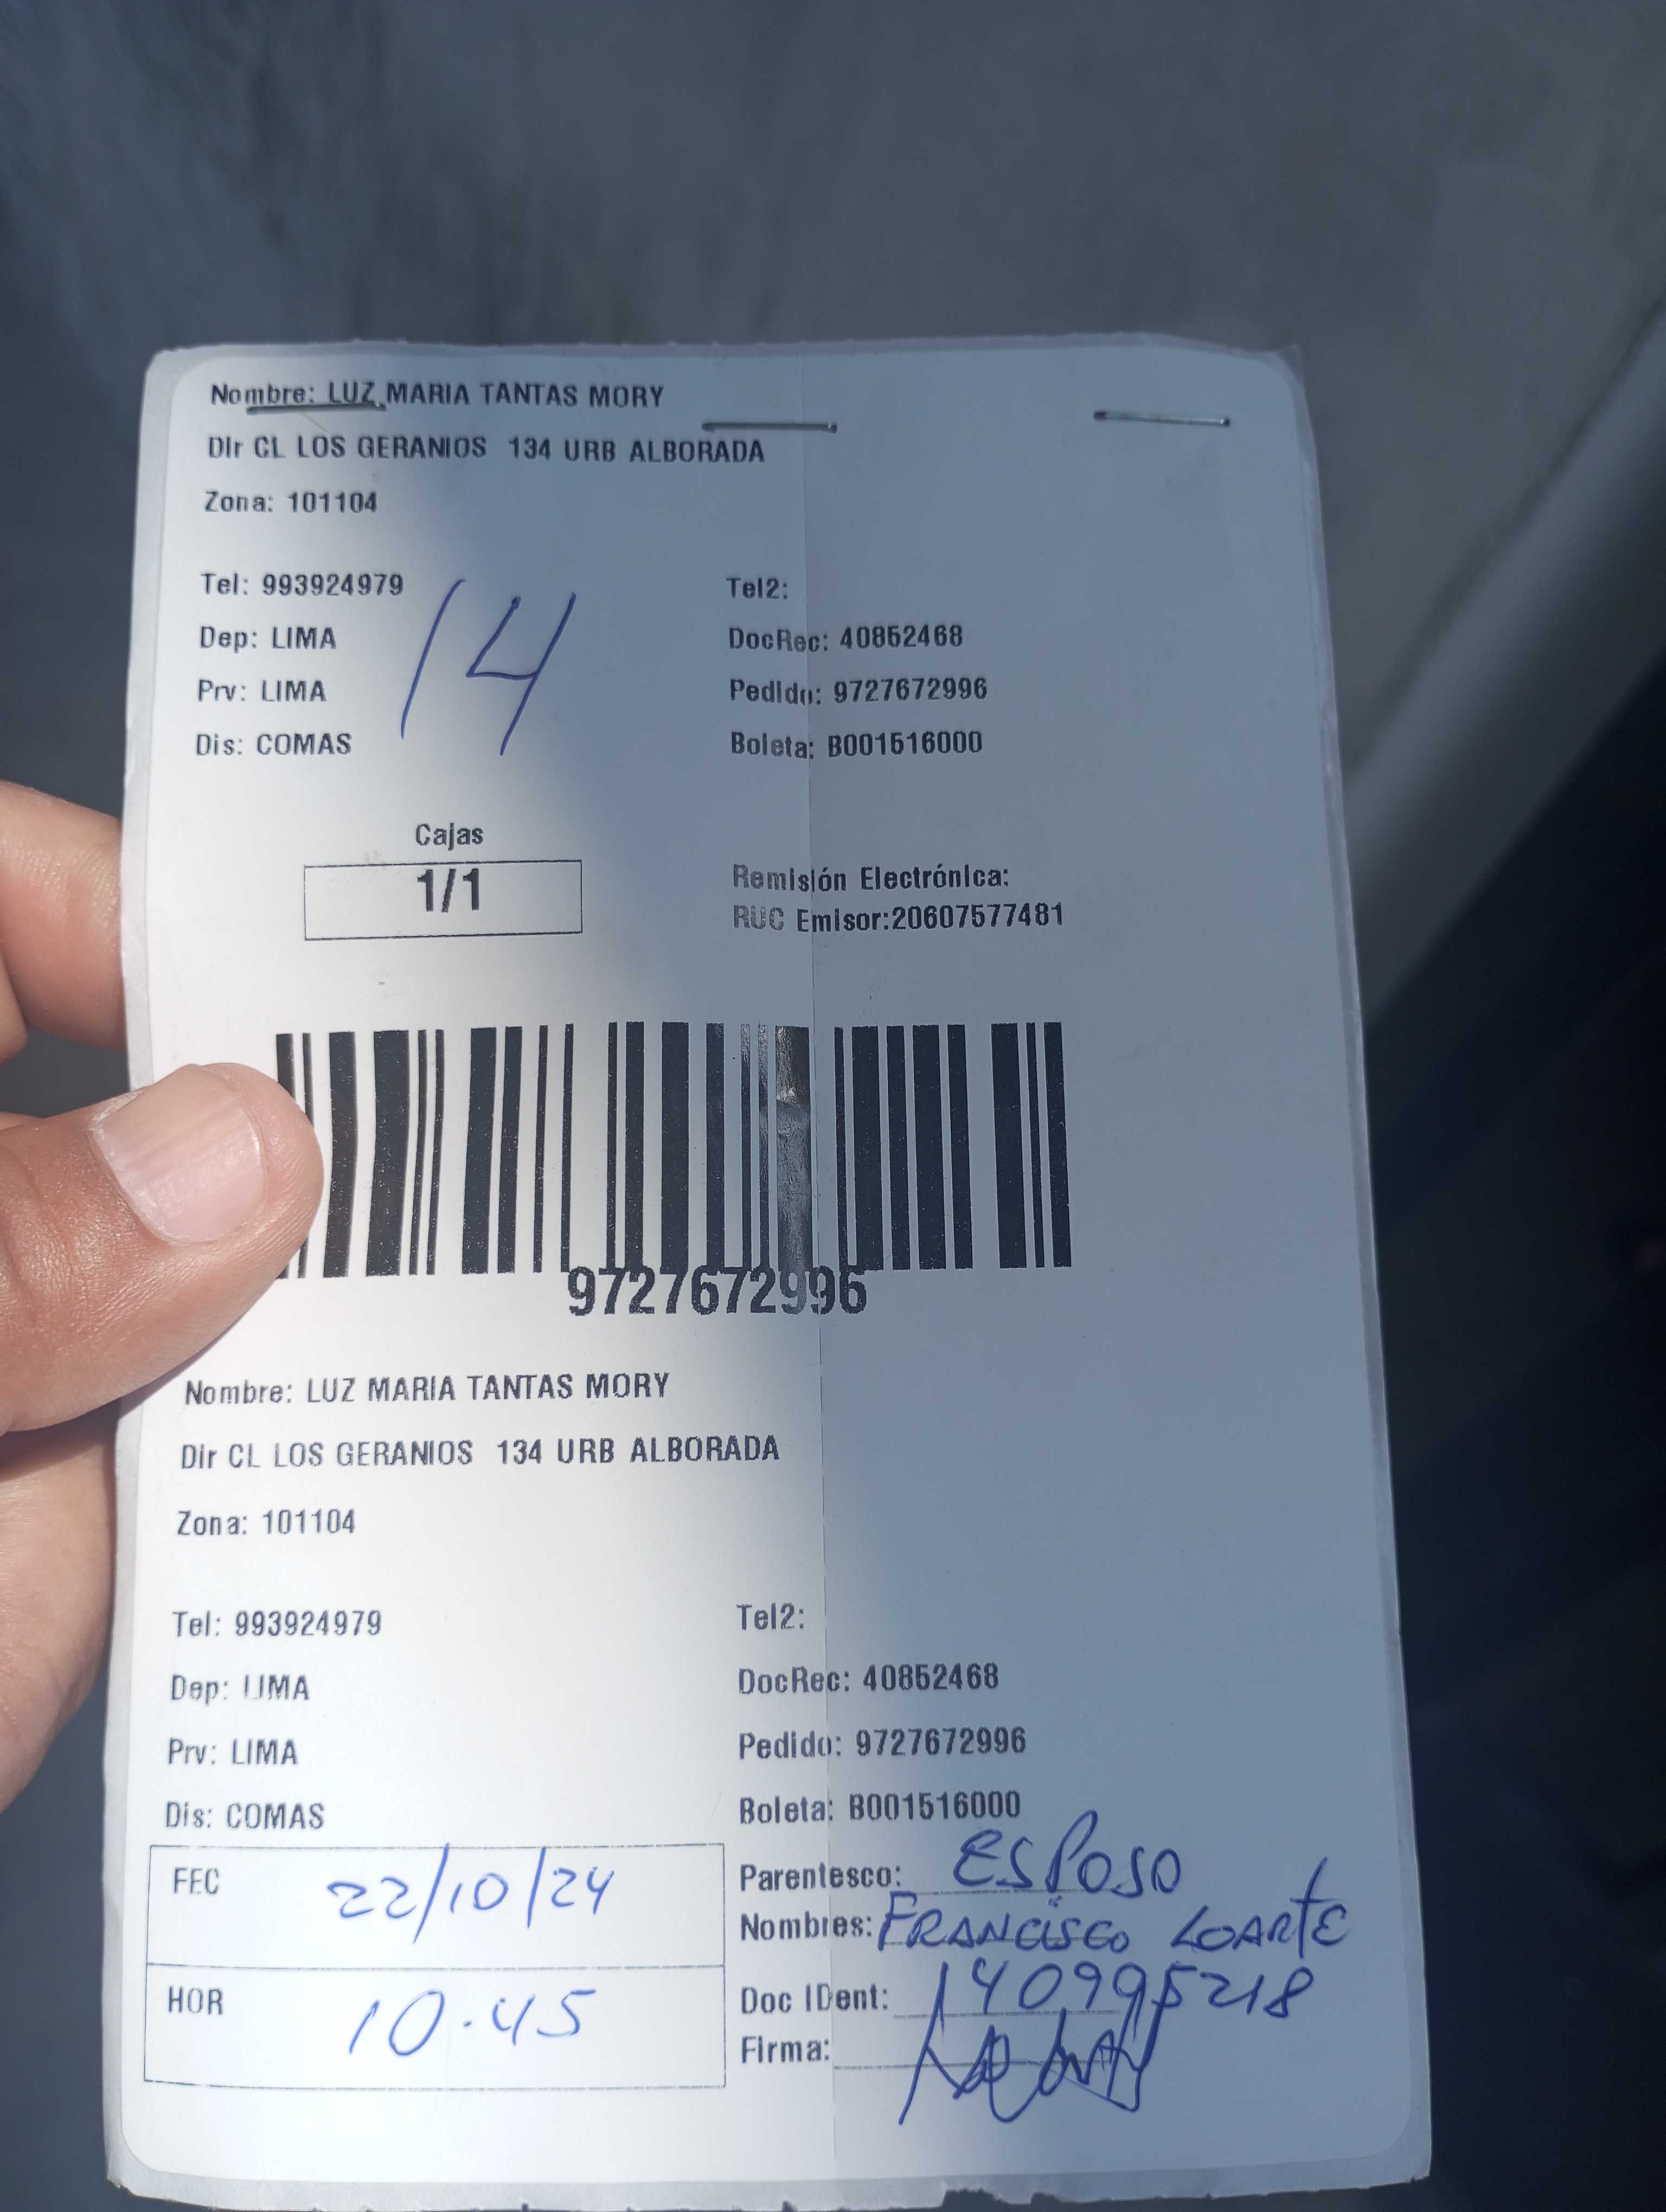 Nombre: LUZ MARIA TANTAS MORY
Dir CL LOS GERANIOS 134 URB ALBORADA
Zona: 101104
Tel: 993924979
Tel2:
14
Dep: LIMA
DocRec: 40852468
Prv: LIMA
Pedido: 9727672996
Dis: COMAS
Boleta: B001516000
Cajas
1/1
Remisión Electrónica:
RUC Emisor:20607577481
9727672996
Nombre: LUZ MARIA TANTAS MORY
Dir CL LOS GERANIOS 134 URB ALBORADA
Zona: 101104
Tel: 993924979
Tel2:
Dep: LIMA
DocRec: 40852468
Prv: LIMA
Pedido: 9727672996
Dis: COMAS
Boleta: B001516000
FEC 22/10/24
HOR 10.45
Parentesco: ESPOSO
Nombres: FRANCISCO LOARTE
Doc IDent: 140995218
Firma: